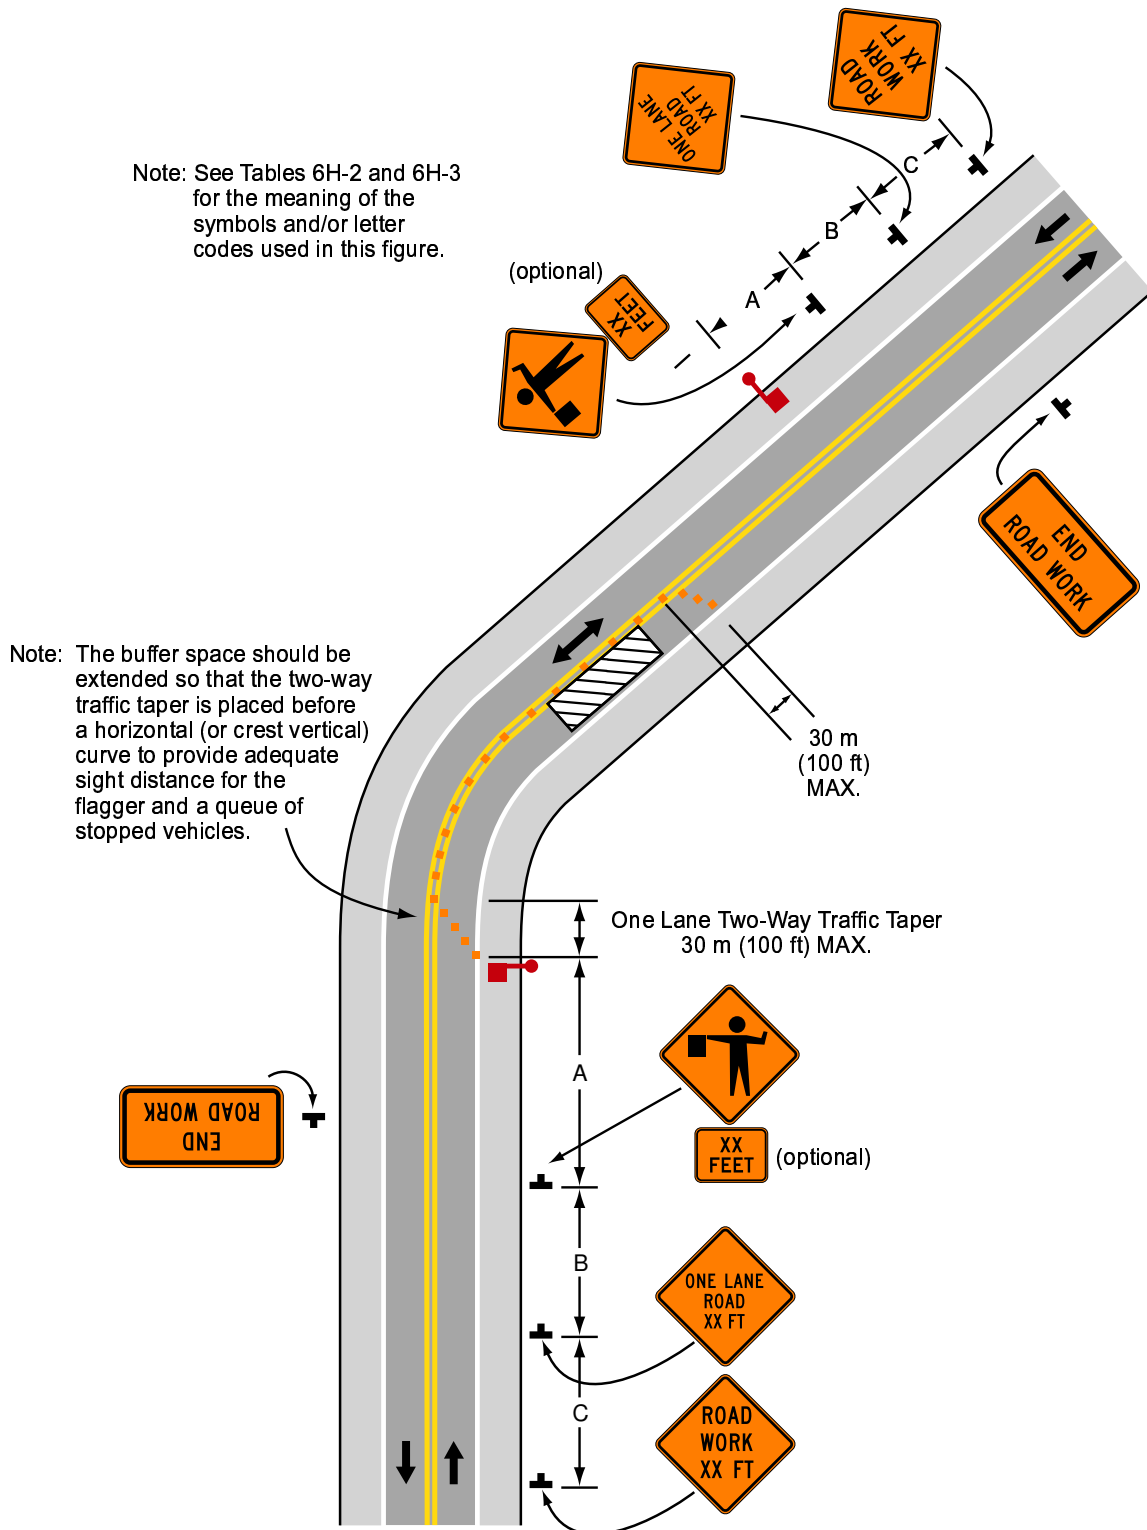 ROAD
WORK
XX FT
ONE LANE
ROAD
XX FT
C
Note: See Tables 6H-2 and 6H-3
for the meaning of the
symbols and/or letter
codes used in this figure.
B
(optional)
XX
FEET
A
END
ROAD WORK
Note: The buffer space should be
extended so that the two-way
traffic taper is placed before
a horizontal (or crest vertical)
curve to provide adequate
sight distance for the
flagger and a queue of
stopped vehicles.
30 m
(100 ft)
MAX.
One Lane Two-Way Traffic Taper
30 m (100 ft) MAX.
A
END
ROAD WORK
XX
FEET
(optional)
B
ONE LANE
ROAD
XX FT
C
ROAD
WORK
XX FT